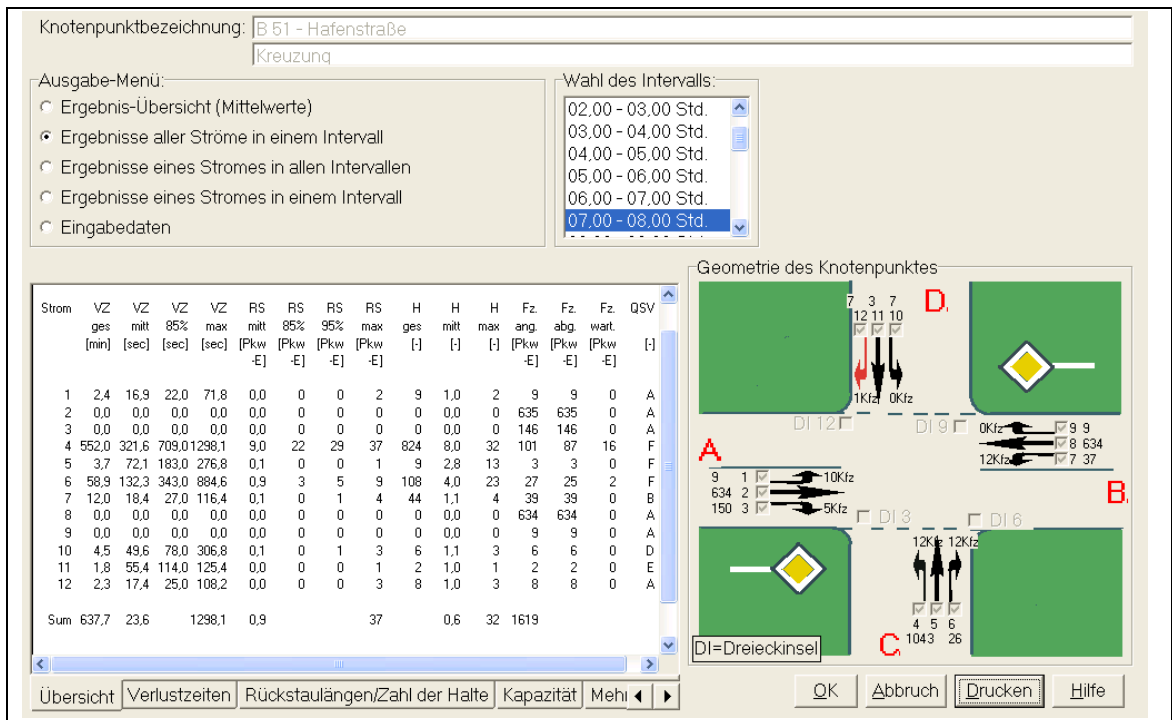 Knotenpunktbezeichnung: B 51 - Hafenstraße
Kreuzung
Ausgabe-Menü:
Ergebnis-Übersicht (Mittelwerte)
Ergebnisse aller Ströme in einem Intervall
Ergebnisse eines Stromes in allen Intervallen
Ergebnisse eines Stromes in einem Intervall
Eingabedaten
Wahl des Intervalls:
02,00 - 03,00 Std.
03,00 - 04,00 Std.
04,00 - 05,00 Std.
05,00 - 06,00 Std.
06,00 - 07,00 Std.
07,00 - 08,00 Std.
Strom VZ VZ VZ VZ RS RS RS RS H H H Fz. Fz. Fz. QSV
ges mitt 85% max mitt 85% 95% max ges mitt max ang. abg. wart.
[min] [sec] [sec] [sec] [Pkw [Pkw [Pkw [Pkw [-] [-] [-] [Pkw [Pkw [Pkw [-]
-E] -E] -E] -E] -E] -E] -E]
1 2,4 16,9 22,0 71,8 0,0 0 0 2 9 1,0 2 9 9 0 A
2 0,0 0,0 0,0 0,0 0,0 0 0 0 0 0,0 0 635 635 0 A
3 0,0 0,0 0,0 0,0 0,0 0 0 0 0 0,0 0 146 146 0 A
4 552,0 321,6 709,0 1298,1 9,0 22 29 37 824 8,0 32 101 87 16 F
5 3,7 72,1 183,0 276,8 0,1 0 0 1 9 2,8 13 3 3 0 F
6 58,9 132,3 343,0 884,6 0,9 3 5 9 108 4,0 23 27 25 2 F
7 12,0 18,4 27,0 116,4 0,1 0 1 4 44 1,1 4 39 39 0 B
8 0,0 0,0 0,0 0,0 0,0 0 0 0 0 0,0 0 634 634 0 A
9 0,0 0,0 0,0 0,0 0,0 0 0 0 0 0,0 0 9 9 0 A
10 4,5 49,6 78,0 306,8 0,1 0 1 3 6 1,1 3 6 6 0 D
11 1,8 55,4 114,0 125,4 0,0 0 0 1 2 1,0 1 2 2 0 E
12 2,3 17,4 25,0 108,2 0,0 0 0 3 8 1,0 3 8 8 0 A
Sum 637,7 23,6 1298,1 0,9 37 0,6 32 1619
Übersicht Verlustzeiten Rückstaulängen/Zahl der Halte Kapazität Meh
Geometrie des Knotenpunktes
7 3 7 D
12 11 10
1Kfz 0Kfz
DI 12 DI 9
0Kfz 9 9
8 634
12Kfz 7 37
A B
9 1 10Kfz
634 2
150 3 5Kfz
DI 3 DI 6
12Kfz 12Kfz
4 5 6
104 3 26
C
DI=Dreieckinsel
OK Abbruch Drucken Hilfe